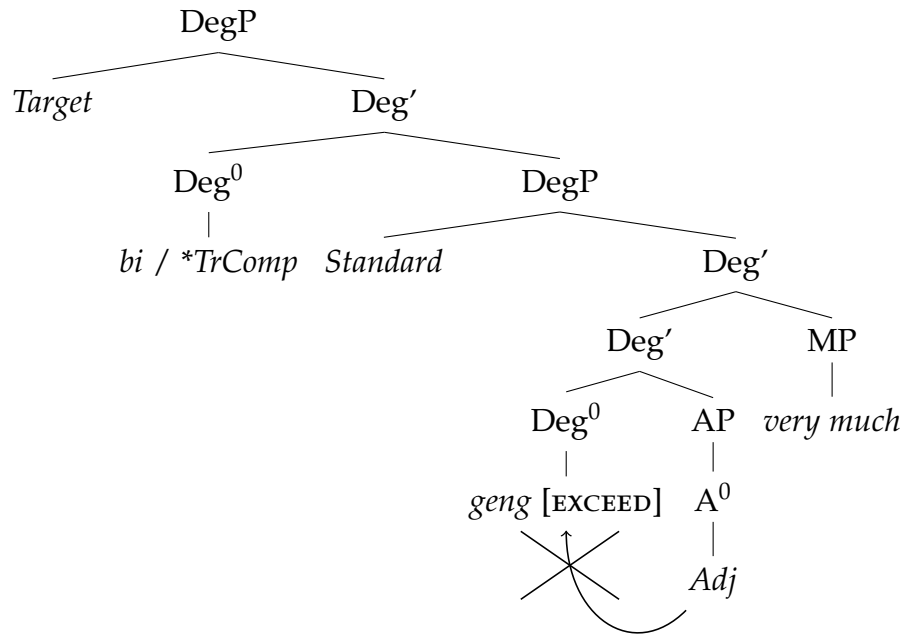 DegP
Target Deg′
Deg⁰ DegP
bi / *TrComp Standard Deg′
Deg′ MP
Deg⁰ AP very much
geng [EXCEED] A⁰
Adj